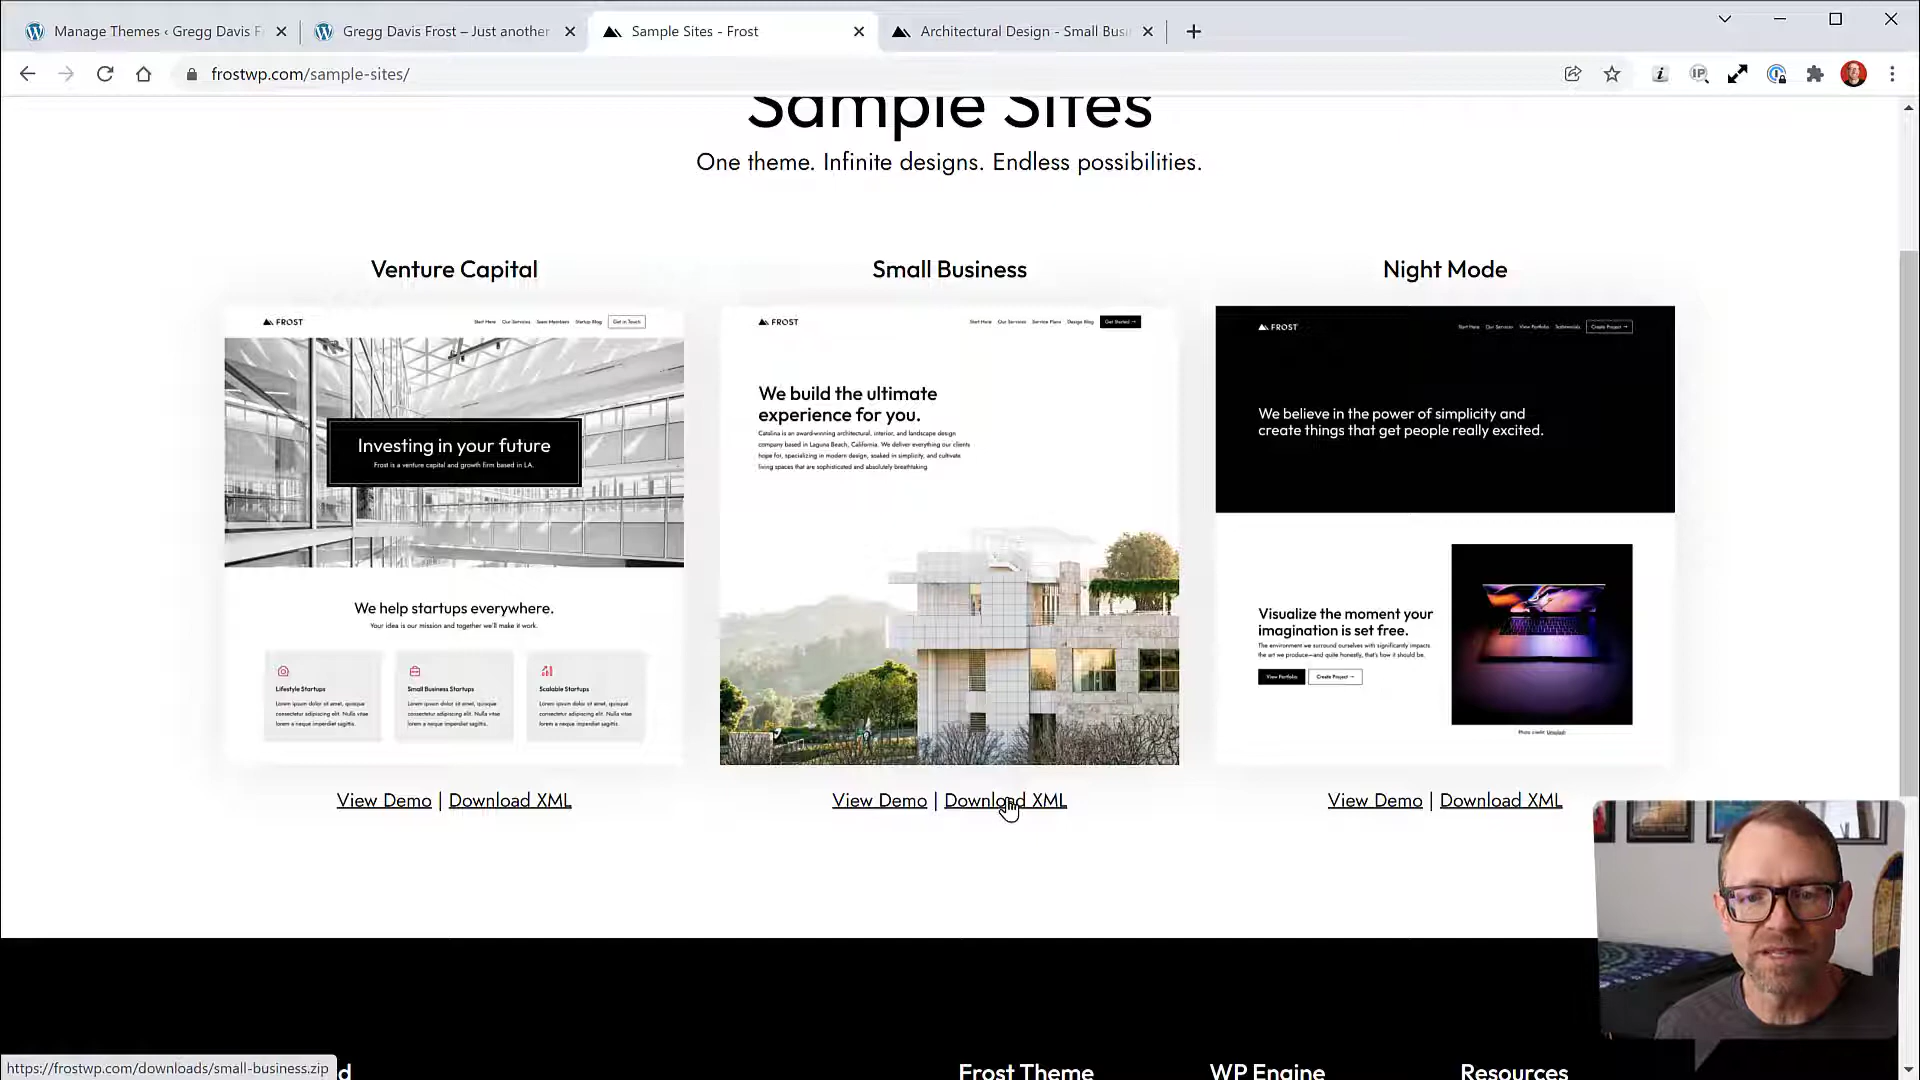 Manage Themes ‹ Gregg Davis F
Gregg Davis Frost – Just another
Sample Sites - Frost
Architectural Design - Small Busi
frostwp.com/sample-sites/
Sample Sites
One theme. Infinite designs. Endless possibilities.
Venture Capital
FROST
Start Here Our Services Team Members Startup Blog Get in Touch
Investing in your future
Frost is a venture capital and growth firm based in LA.
We help startups everywhere.
Your idea is our mission and together we'll make it work.
Lifestyle Startups
Lorem ipsum dolor sit amet, quisque
consectetur adipiscing elit. Nulla vitae
lorem a neque imperdiet sagittis.
Small Business Startups
Lorem ipsum dolor sit amet, quisque
consectetur adipiscing elit. Nulla vitae
lorem a neque imperdiet sagittis.
Scalable Startups
Lorem ipsum dolor sit amet, quisque
consectetur adipiscing elit. Nulla vitae
lorem a neque imperdiet sagittis.
View Demo | Download XML
Small Business
FROST
Start Here Our Services Service Plans Design Blog Get Started →
We build the ultimate
experience for you.
Catalina is an award-winning architectural, interior, and landscape design
company based in Laguna Beach, California. We deliver everything our clients
hope for, specializing in modern design, soaked in simplicity, and cultivate
living spaces that are sophisticated and absolutely breathtaking
View Demo | Download XML
Night Mode
FROST
Start Here Our Services View Portfolio Testimonials Create Project →
We believe in the power of simplicity and
create things that get people really excited.
Visualize the moment your
imagination is set free.
The environment we surround ourselves with significantly impacts
the art we produce—and quite honestly, that's how it should be.
View Portfolio Create Project →
Photo credit: Unsplash
View Demo | Download XML
Frost Theme
WP Engine
Resources
https://frostwp.com/downloads/small-business.zip